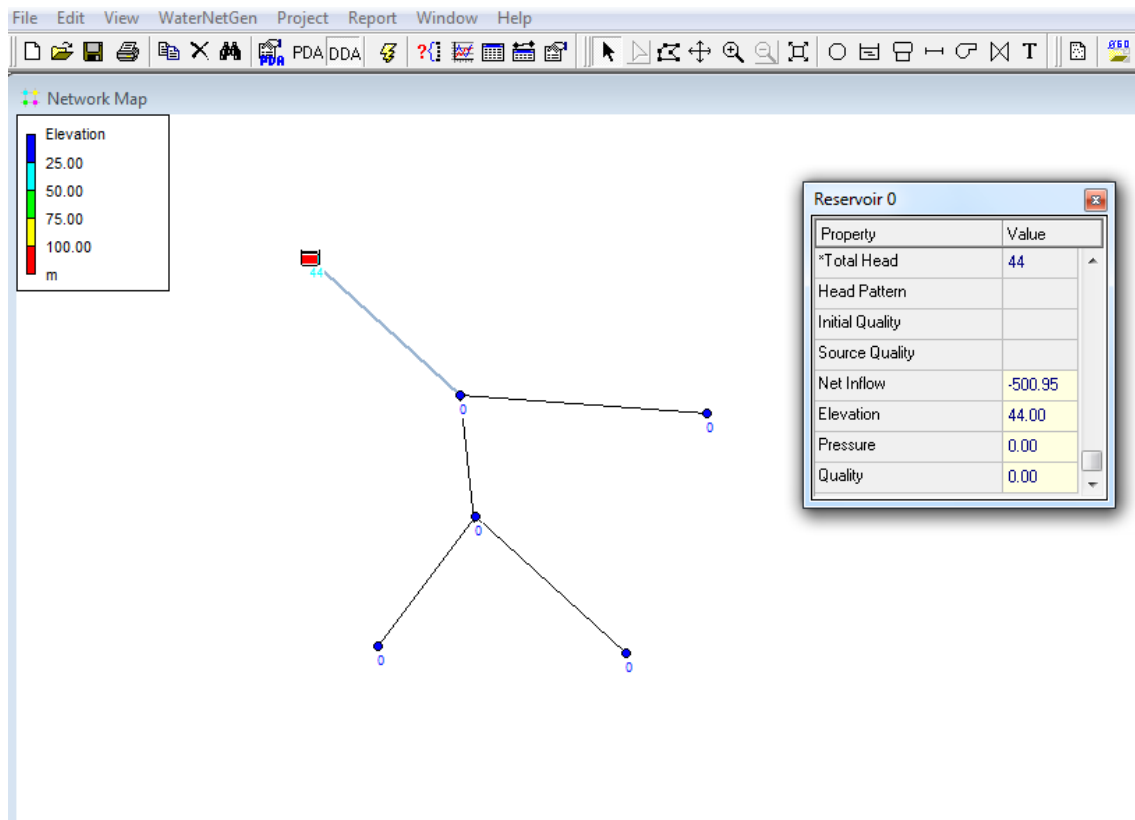 File Edit View WaterNetGen Project Report Window Help
PDA PDA DDA ?{} T
Network Map
Elevation
25.00
50.00
75.00
100.00
m
44
0
0
0
0
0
Reservoir 0
Property Value
*Total Head 44
Head Pattern
Initial Quality
Source Quality
Net Inflow -500.95
Elevation 44.00
Pressure 0.00
Quality 0.00